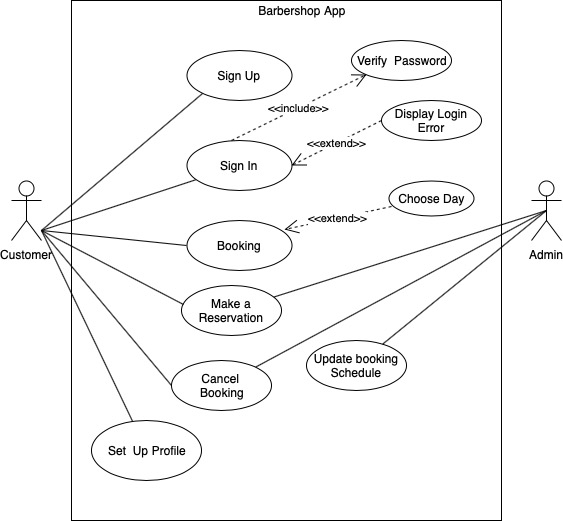 Barbershop App
Sign Up
Verify  Password
<<include>>
Display Login
Error
<<extend>>
Sign In
Choose Day
<<extend>>
Customer
Booking
Admin
Make a
Reservation
Update booking
Schedule
Cancel
Booking
Set  Up Profile